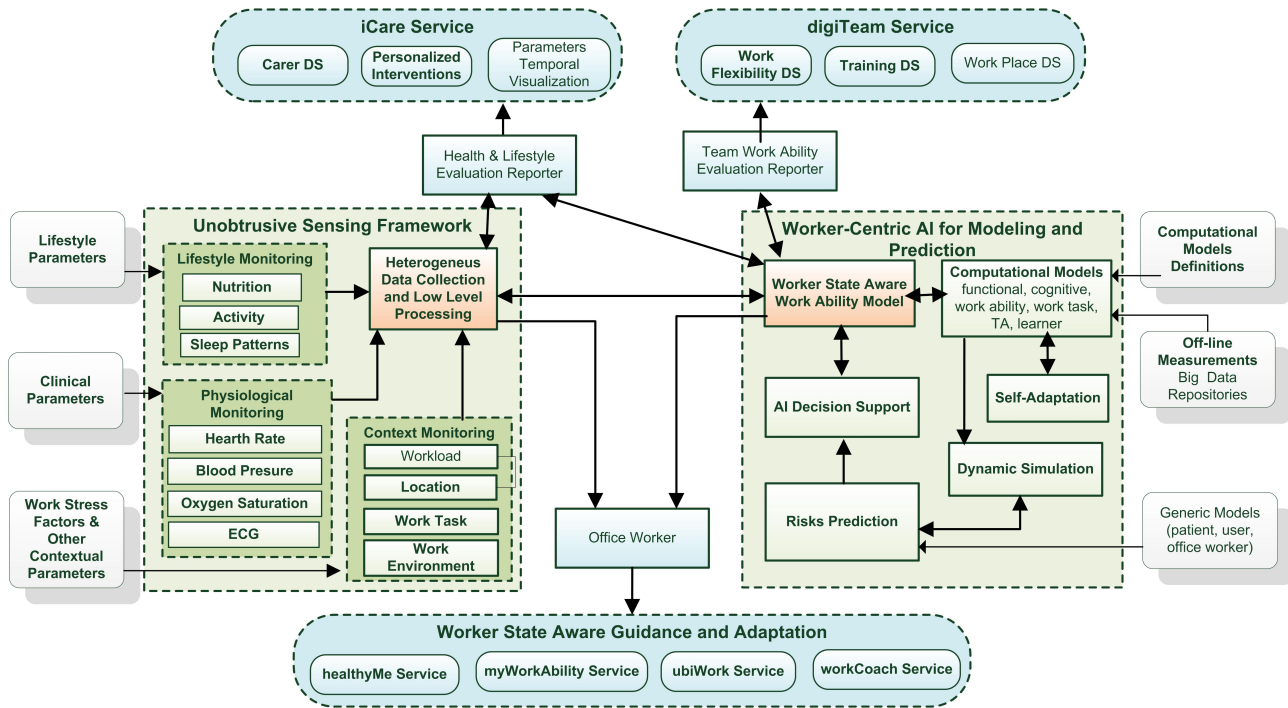 iCare Service
Carer DS
Personalized
Interventions
Parameters
Temporal
Visualization
digiTeam Service
Work
Flexibility DS
Training DS
Work Place DS
Health & Lifestyle
Evaluation Reporter
Team Work Ability
Evaluation Reporter
Lifestyle
Parameters
Clinical
Parameters
Work Stress
Factors &
Other
Contextual
Parameters
Unobtrusive Sensing Framework
Lifestyle Monitoring
Nutrition
Activity
Sleep Patterns
Heterogeneus
Data Collection
and Low Level
Processing
Physiological
Monitoring
Hearth Rate
Blood Presure
Oxygen Saturation
ECG
Context Monitoring
Workload
Location
Work Task
Work
Environment
Office Worker
Worker-Centric AI for Modeling and
Prediction
Worker State Aware
Work Ability Model
Computational Models
functional, cognitive,
work ability, work task,
TA, learner
AI Decision Support
Self-Adaptation
Dynamic Simulation
Risks Prediction
Computational
Models
Definitions
Off-line
Measurements
Big Data
Repositories
Generic Models
(patient, user,
office worker)
Worker State Aware Guidance and Adaptation
healthyMe Service
myWorkAbility Service
ubiWork Service
workCoach Service